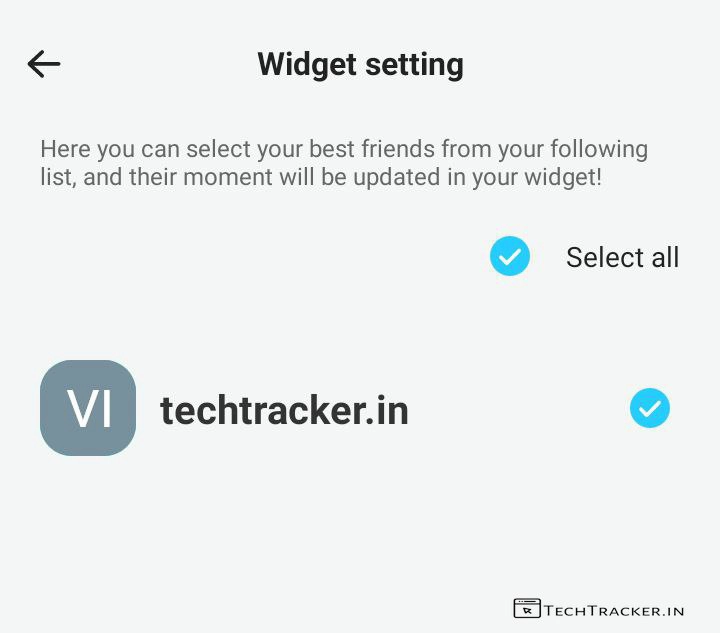 Widget setting
Here you can select your best friends from your following
list, and their moment will be updated in your widget!
Select all
VI
techtracker.in
TECHTRACKER.IN